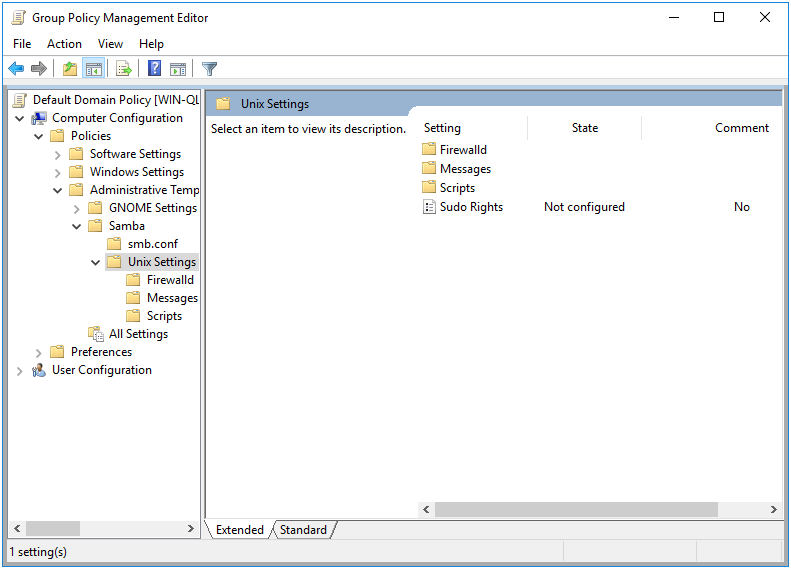 Group Policy Management Editor
File Action View Help
Default Domain Policy [WIN-QL
Computer Configuration
Policies
Software Settings
Windows Settings
Administrative Temp
GNOME Settings
Samba
smb.conf
Unix Settings
Firewalld
Messages
Scripts
All Settings
Preferences
User Configuration
Unix Settings
Select an item to view its description.
Setting State Comment
Firewalld
Messages
Scripts
Sudo Rights Not configured No
Extended Standard
1 setting(s)